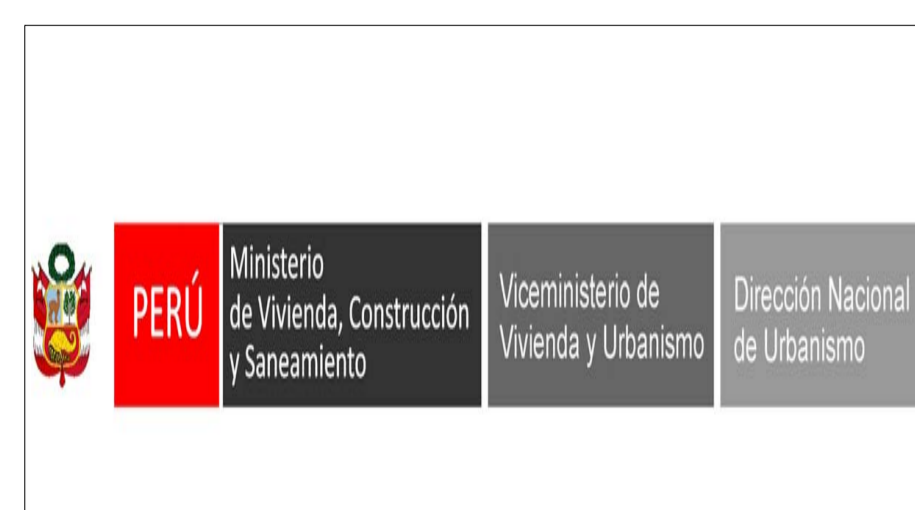 PERÚ
Ministerio
de Vivienda, Construcción
y Saneamiento
Viceministerio de
Vivienda y Urbanismo
Dirección Nacional
de Urbanismo